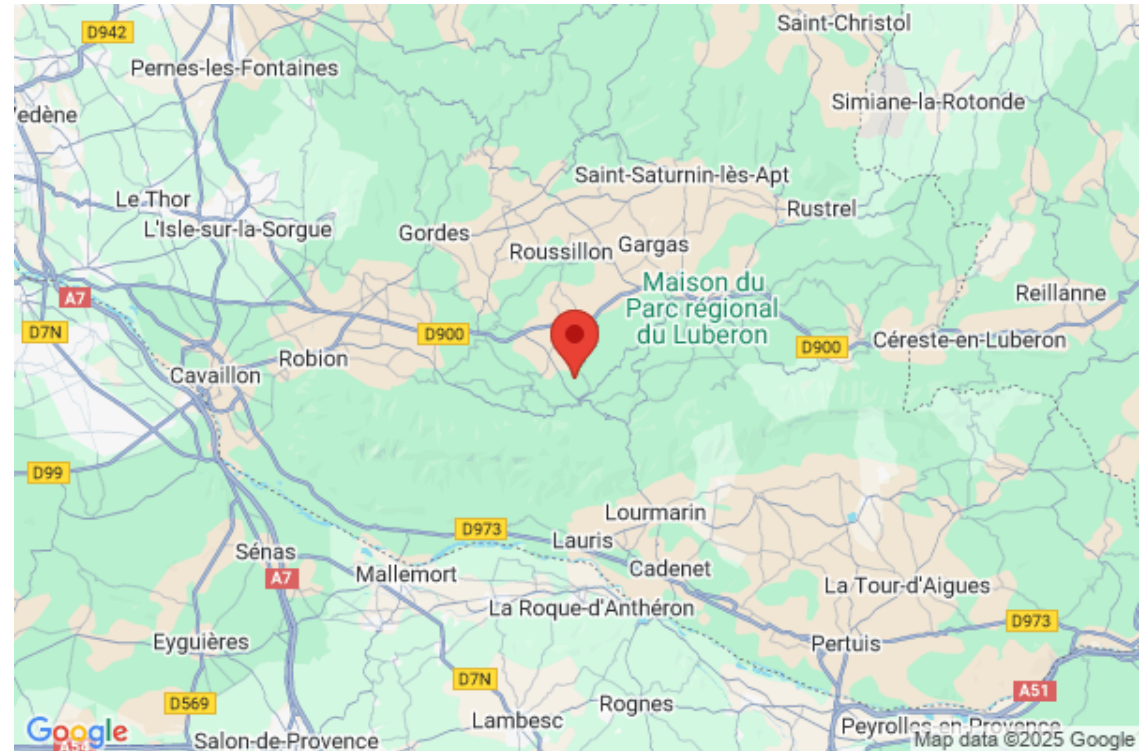 Saint-Christol
D942
Pernes-les-Fontaines
Simiane-la-Rotonde
'edène
Saint-Saturnin-lès-Apt
Le Thor
Rustrel
L'Isle-sur-la-Sorgue
Gordes
Roussillon
Gargas
Maison du
Parc régional
du Luberon
A7
Reillanne
D7N
D900
D900
Céreste-en-Luberon
Robion
Cavaillon
D99
Lourmarin
D973
Lauris
Sénas
Cadenet
A7
Mallemort
La Tour-d'Aigues
La Roque-d'Anthéron
D973
Eyguières
Pertuis
D7N
A51
D569
Rognes
Lambesc
Peyrolles-en-Provence
Google
Salon-de-Provence
Map data ©2025 Google